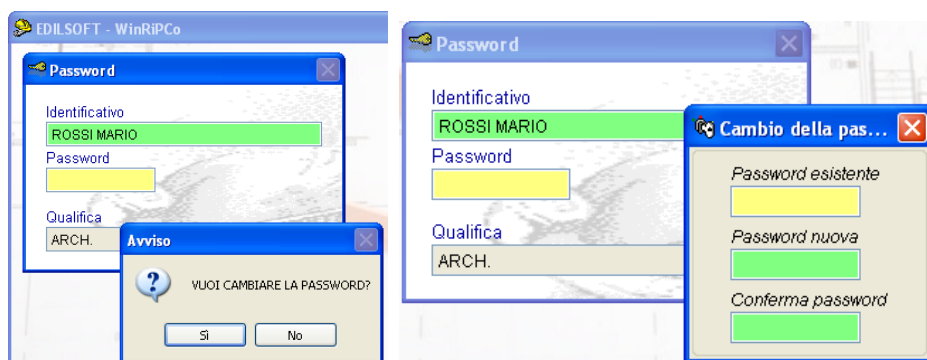 EDILSOFT - WinRiPCo
Password
Identificativo
ROSSI MARIO
Password
Qualifica
ARCH.
Avviso
VUOI CAMBIARE LA PASSWORD?
Sì
No
Password
Identificativo
ROSSI MARIO
Password
Qualifica
ARCH.
Cambio della pas...
Password esistente
Password nuova
Conferma password